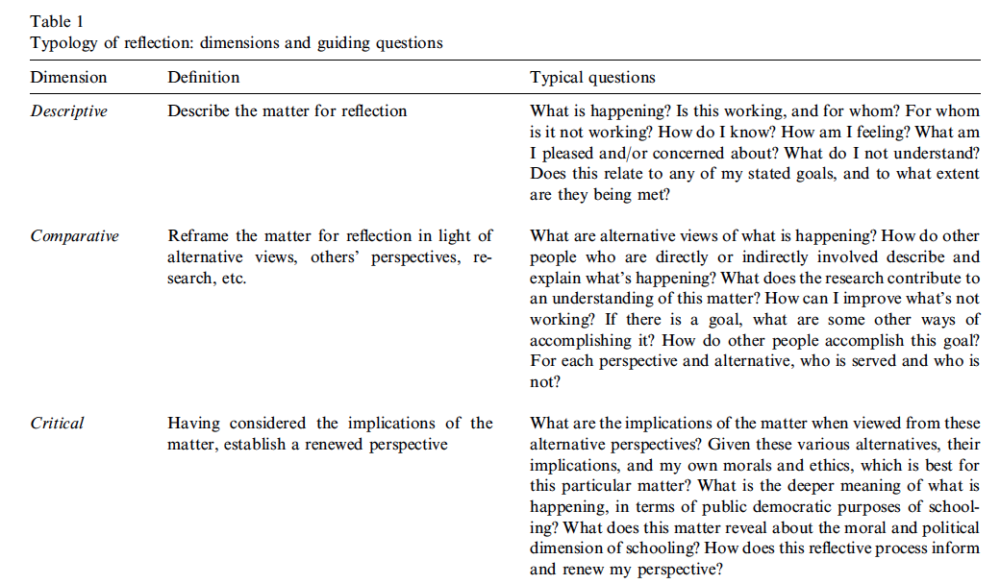 Table 1
Typology of reflection: dimensions and guiding questions
Dimension Definition Typical questions
Descriptive Describe the matter for reflection What is happening? Is this working, and for whom? For whom
is it not working? How do I know? How am I feeling? What am
I pleased and/or concerned about? What do I not understand?
Does this relate to any of my stated goals, and to what extent
are they being met?
Comparative Reframe the matter for reflection in light of What are alternative views of what is happening? How do other
alternative views, others' perspectives, re- people who are directly or indirectly involved describe and
search, etc. explain what's happening? What does the research contribute to
an understanding of this matter? How can I improve what's not
working? If there is a goal, what are some other ways of
accomplishing it? How do other people accomplish this goal?
For each perspective and alternative, who is served and who is
not?
Critical Having considered the implications of the What are the implications of the matter when viewed from these
matter, establish a renewed perspective alternative perspectives? Given these various alternatives, their
implications, and my own morals and ethics, which is best for
this particular matter? What is the deeper meaning of what is
happening, in terms of public democratic purposes of school-
ing? What does this matter reveal about the moral and political
dimension of schooling? How does this reflective process inform
and renew my perspective?